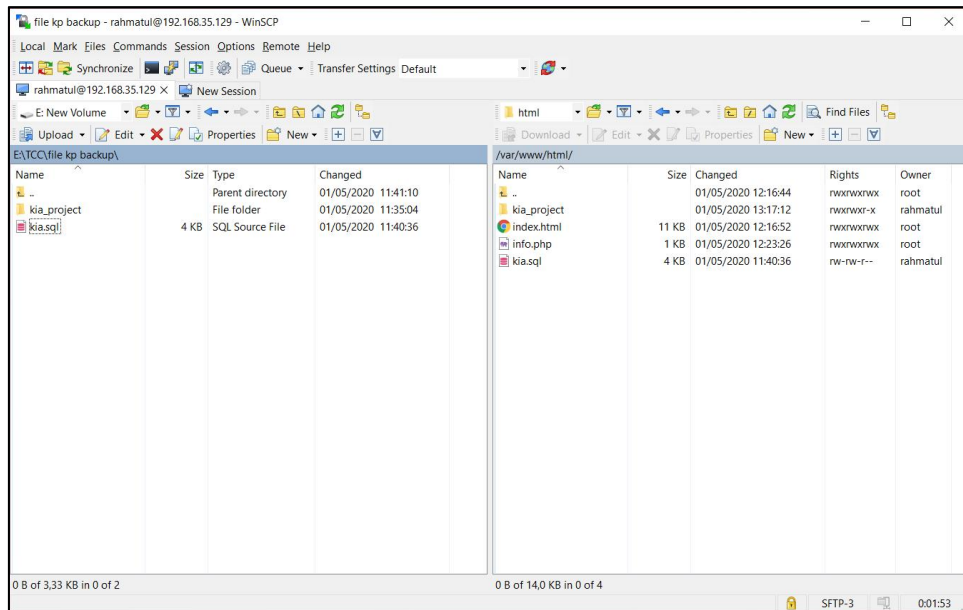 file kp backup - rahmatul@192.168.35.129 - WinSCP
Local Mark Files Commands Session Options Remote Help
Synchronize Queue Transfer Settings Default
rahmatul@192.168.35.129 × New Session
E: New Volume html Find Files
Upload Edit Properties New Download Edit Properties New
E:\TCC\file kp backup\ /var/www/html/
Name Size Type Changed Name Size Changed Rights Owner
.. Parent directory 01/05/2020 11:41:10 .. 01/05/2020 12:16:44 rwxrwxrwx root
kia_project File folder 01/05/2020 11:35:04 kia_project 01/05/2020 13:17:12 rwxrwxr-x rahmatul
kia.sql 4 KB SQL Source File 01/05/2020 11:40:36 index.html 11 KB 01/05/2020 12:16:52 rwxrwxrwx root
info.php 1 KB 01/05/2020 12:23:26 rwxrwxrwx root
kia.sql 4 KB 01/05/2020 11:40:36 rw-rw-r-- rahmatul
0 B of 3,33 KB in 0 of 2 0 B of 14,0 KB in 0 of 4
SFTP-3 0:01:53